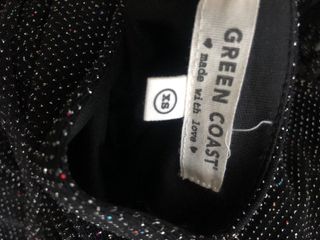 GREEN COAST®
♥ made with love ♥
XS